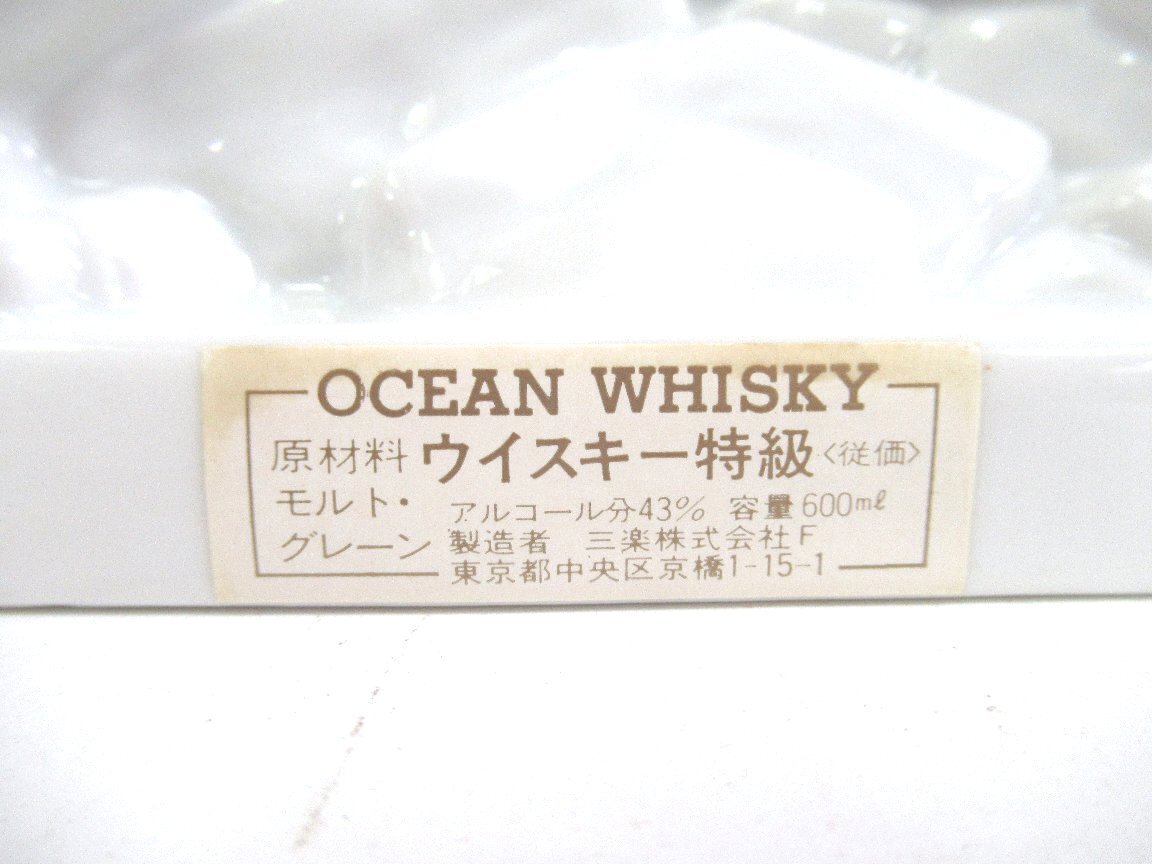 OCEAN WHISKY
原材料 ウイスキー特級〈従価〉
モルト・ アルコール分43% 容量600ml
グレーン 製造者 三楽株式会社F
東京都中央区京橋1-15-1